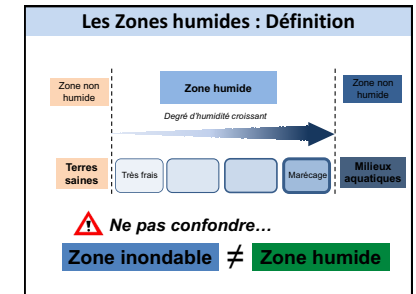 Les Zones humides : Définition
Zone non
humide
Zone humide
Zone non
humide
Degré d'humidité croissant
Terres
saines
Très frais
Marécage
Milieux
aquatiques
Ne pas confondre…
Zone inondable ≠ Zone humide